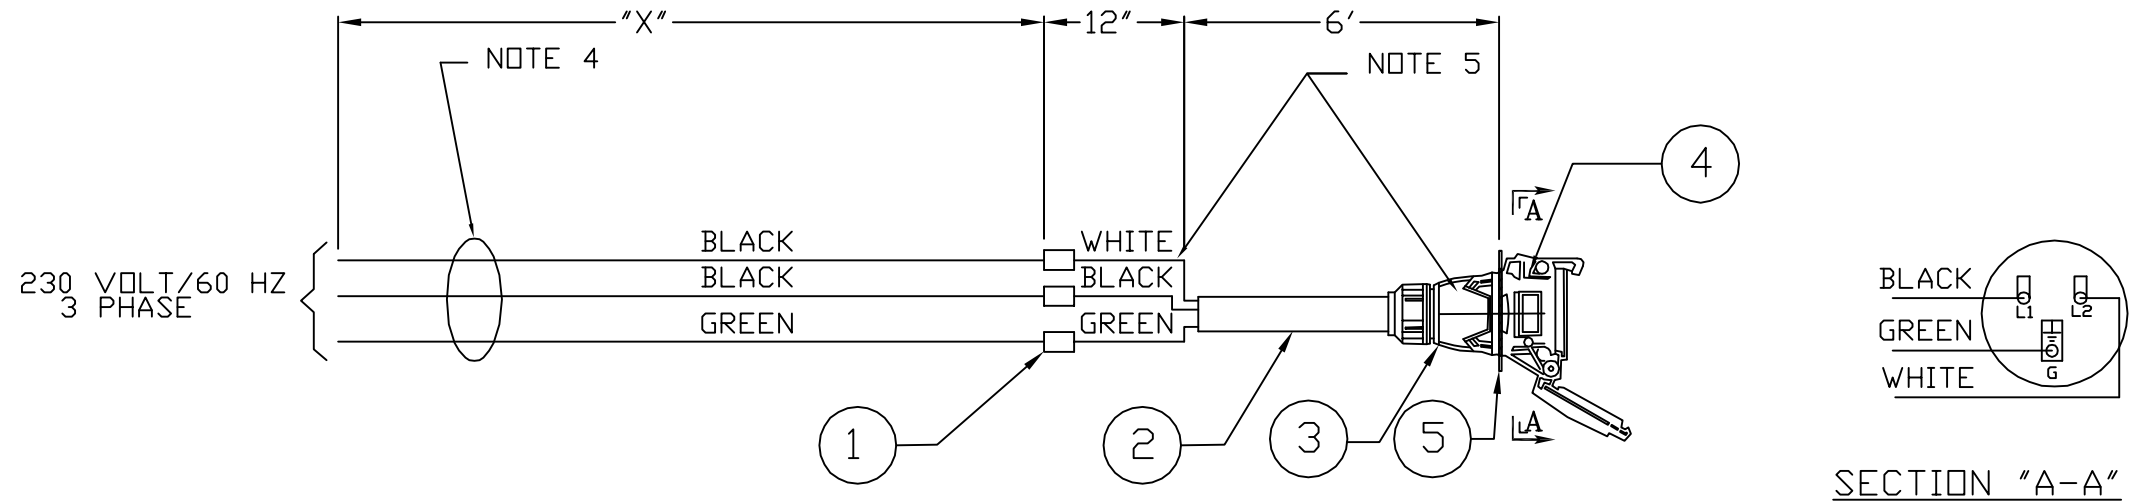 "X"
12"
6'
NOTE 4
NOTE 5
4
A
BLACK
WHITE
BLACK
BLACK
230 VOLT/60 HZ
3 PHASE
GREEN
GREEN
BLACK
L1
L2
GREEN
G
WHITE
A
1
2
3
5
SECTION "A-A"